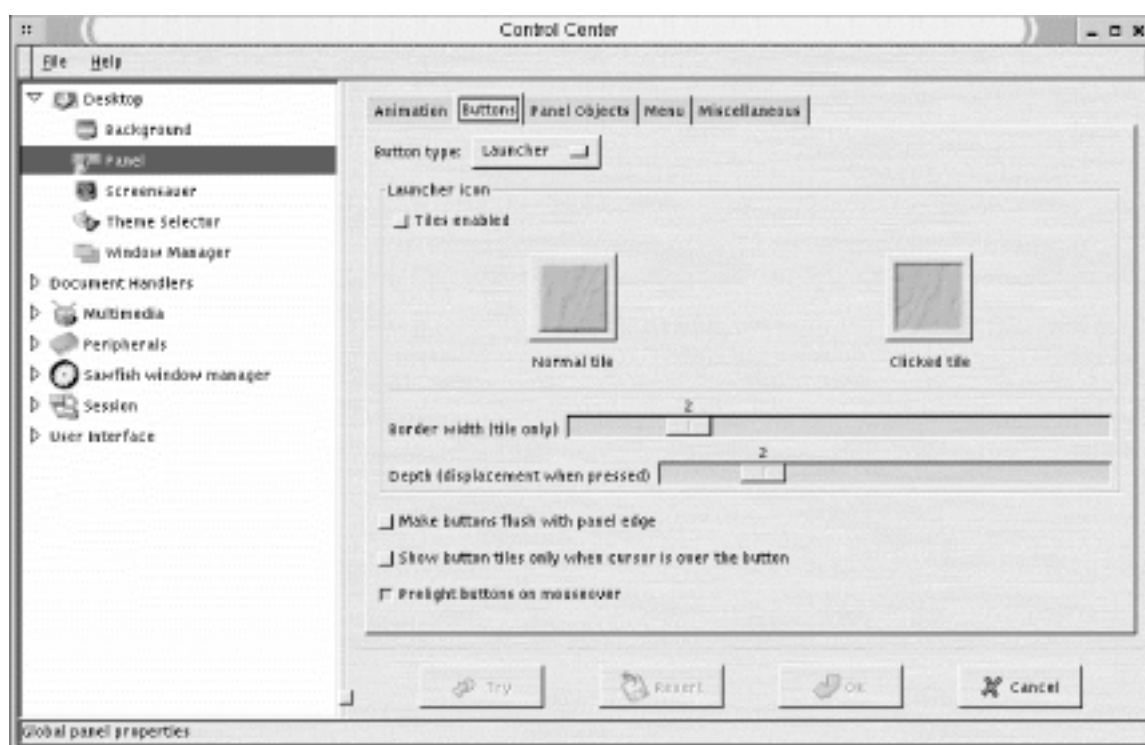 Control Center
File Help
Desktop
Background
Panel
Screensaver
Theme Selector
Window Manager
Document Handlers
Multimedia
Peripherals
Sawfish window manager
Session
User Interface
Animation Buttons Panel Objects Menu Miscellaneous
Button type: Launcher
Launcher icon
Tiles enabled
Normal tile Clicked tile
2
Border width (tile only)
2
Depth (displacement when pressed)
Make buttons flush with panel edge
Show button tiles only when cursor is over the button
Prelight buttons on mouseover
Try Revert OK Cancel
Global panel properties